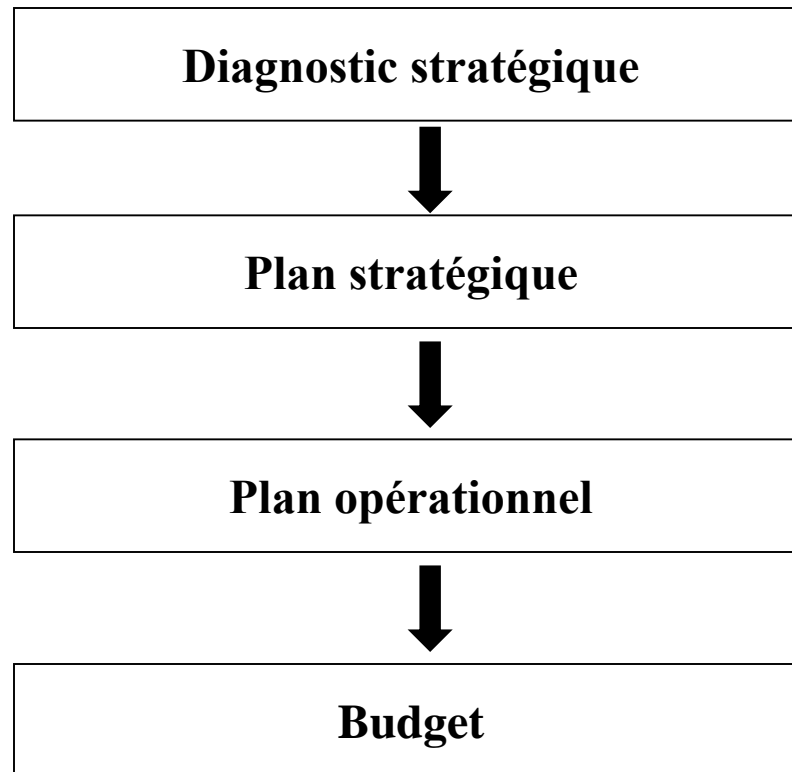 Diagnostic stratégique
Plan stratégique
Plan opérationnel
Budget